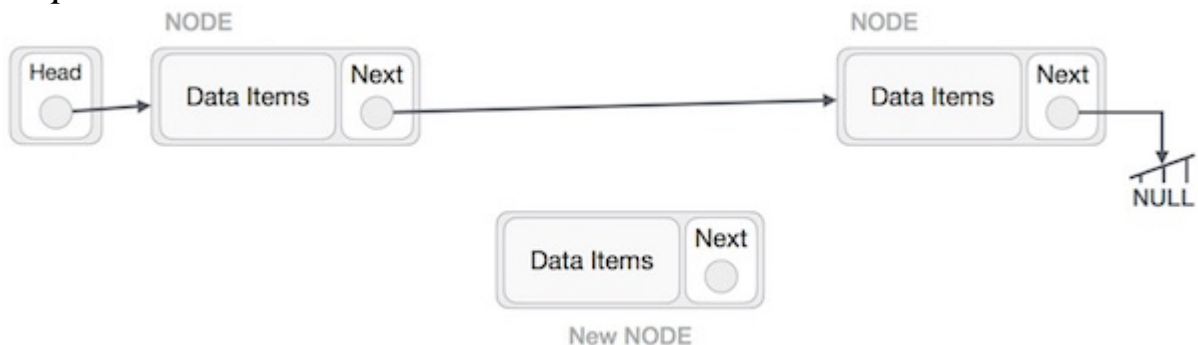 NODE
NODE
Head
Data Items
Next
Data Items
Next
NULL
Data Items
Next
New NODE